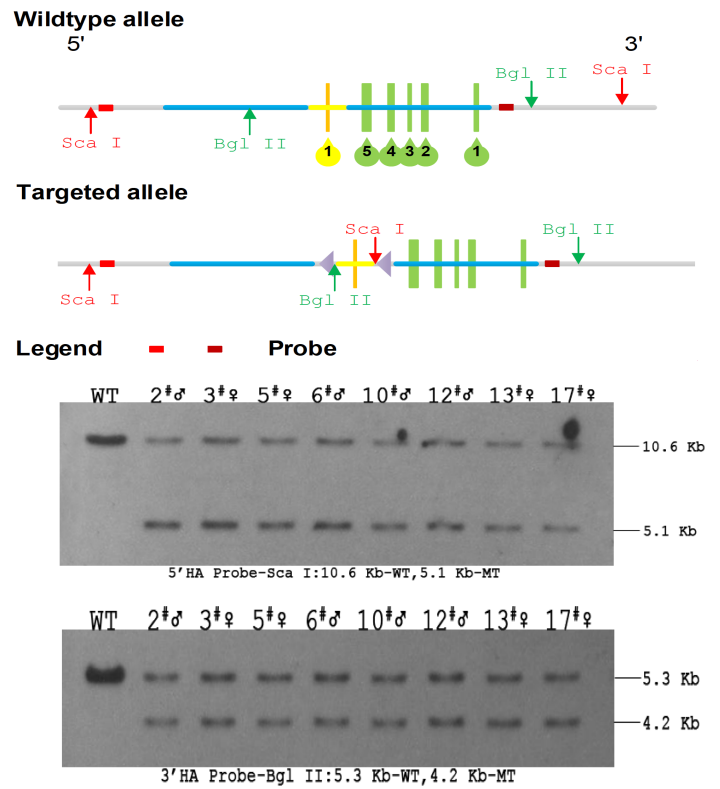 Wildtype allele
5' 3'
Bgl II Sca I
Sca I Bgl II 1 5 4 3 2 1
Targeted allele
Sca I Bgl II
Sca I Bgl II
Legend Probe
WT 2#♂ 3#♀ 5#♀ 6#♂ 10#♂ 12#♂ 13#♀ 17#♀
10.6 Kb
5.1 Kb
5'HA Probe-Sca I:10.6 Kb-WT,5.1 Kb-MT
WT 2#♂ 3#♀ 5#♀ 6#♂ 10#♂ 12#♂ 13#♀ 17#♀
5.3 Kb
4.2 Kb
3'HA Probe-Bgl II:5.3 Kb-WT,4.2 Kb-MT